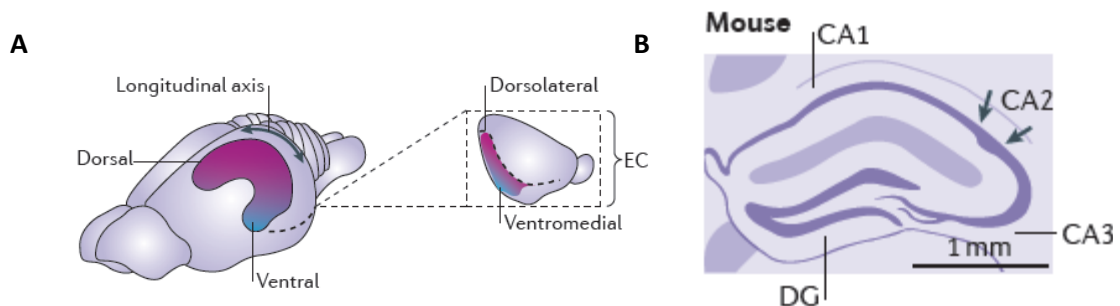 A
Longitudinal axis
Dorsal
Ventral
Dorsolateral
EC
Ventromedial
B
Mouse
CA1
CA2
CA3
1 mm
DG